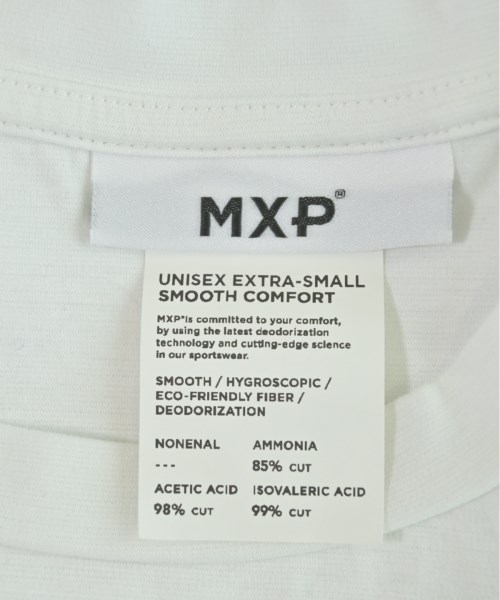 MXP®
UNISEX EXTRA-SMALL
SMOOTH COMFORT
MXP®is committed to your comfort,
by using the latest deodorization
technology and cutting-edge science
in our sportswear.
SMOOTH / HYGROSCOPIC /
ECO-FRIENDLY FIBER /
DEODORIZATION
NONENAL AMMONIA
--- 85% CUT
ACETIC ACID ISOVALERIC ACID
98% CUT 99% CUT